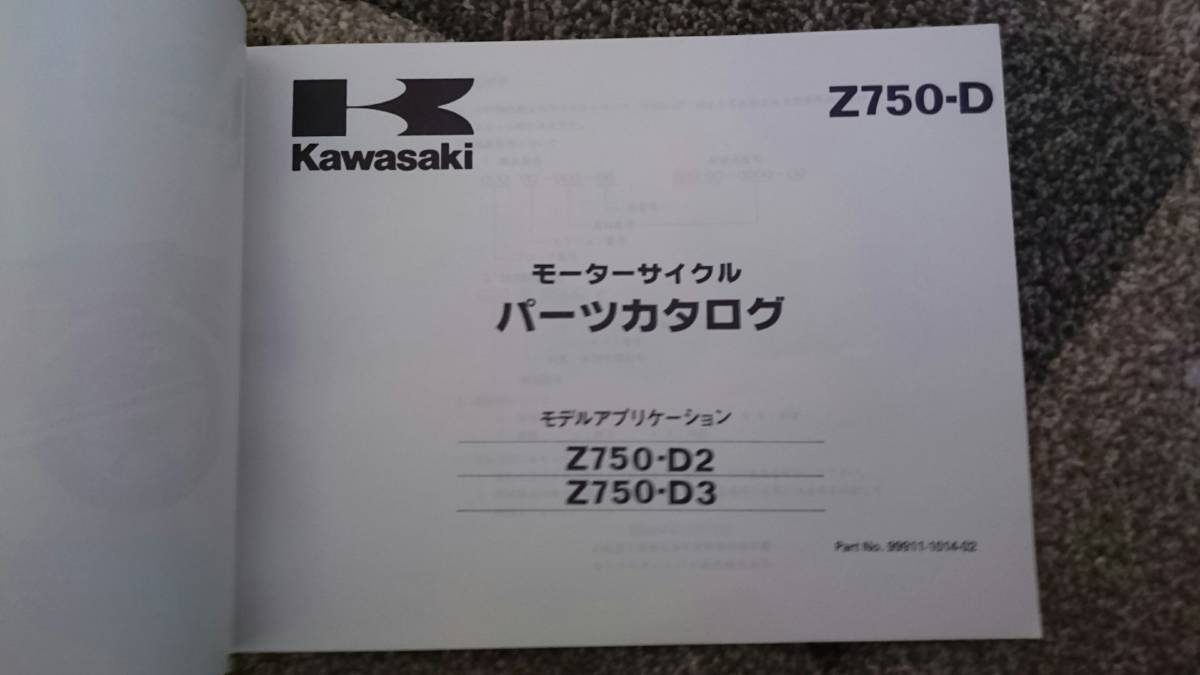 Kawasaki
Z750-D
モーターサイクル
パーツカタログ
モデルアプリケーション
Z750-D2
Z750-D3
Part No. 99911-1014-02